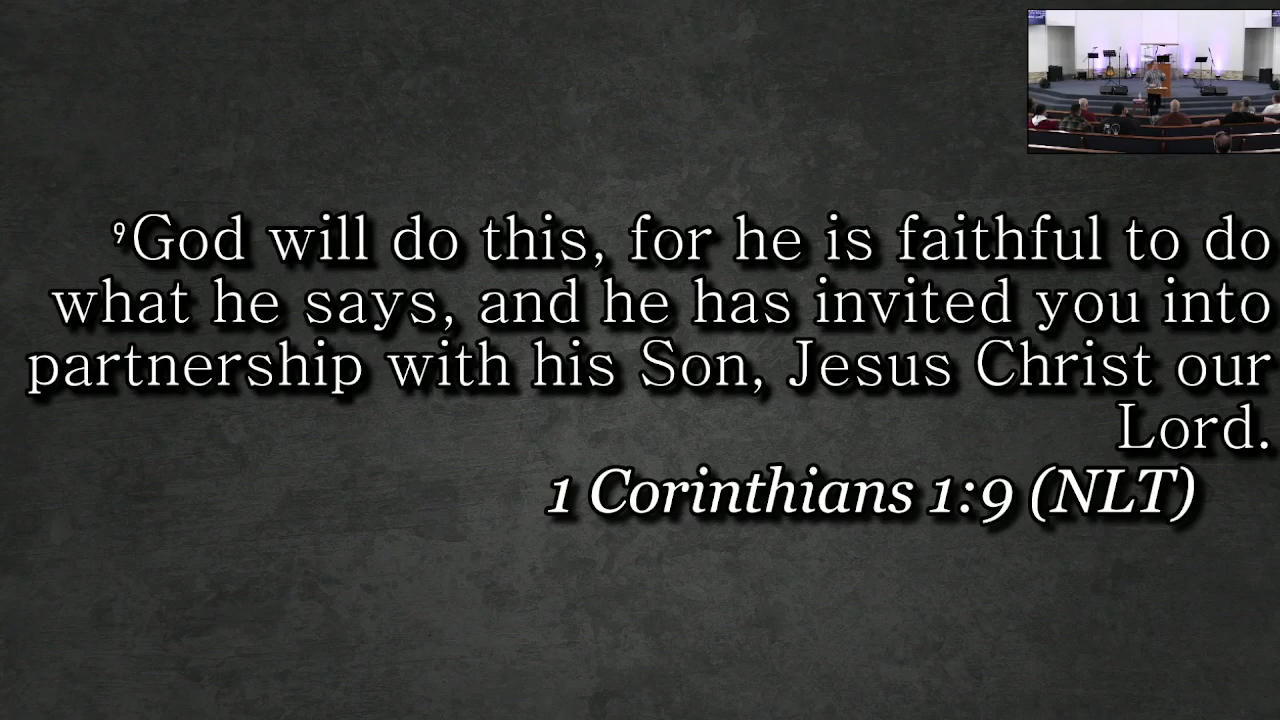 ⁹God will do this, for he is faithful to do
what he says, and he has invited you into
partnership with his Son, Jesus Christ our
Lord.
1 Corinthians 1:9 (NLT)